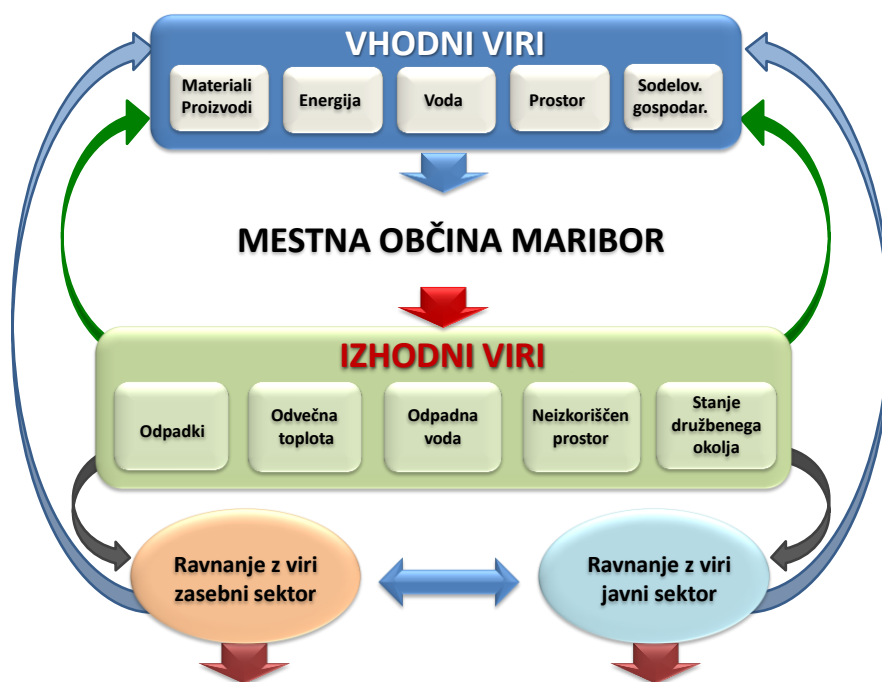 VHODNI VIRI
Materiali
Proizvodi
Energija
Voda
Prostor
Sodelov.
gospodar.
MESTNA OBČINA MARIBOR
IZHODNI VIRI
Odpadki
Odvečna
toplota
Odpadna
voda
Neizkoriščen
prostor
Stanje
družbenega
okolja
Ravnanje z viri
zasebni sektor
Ravnanje z viri
javni sektor